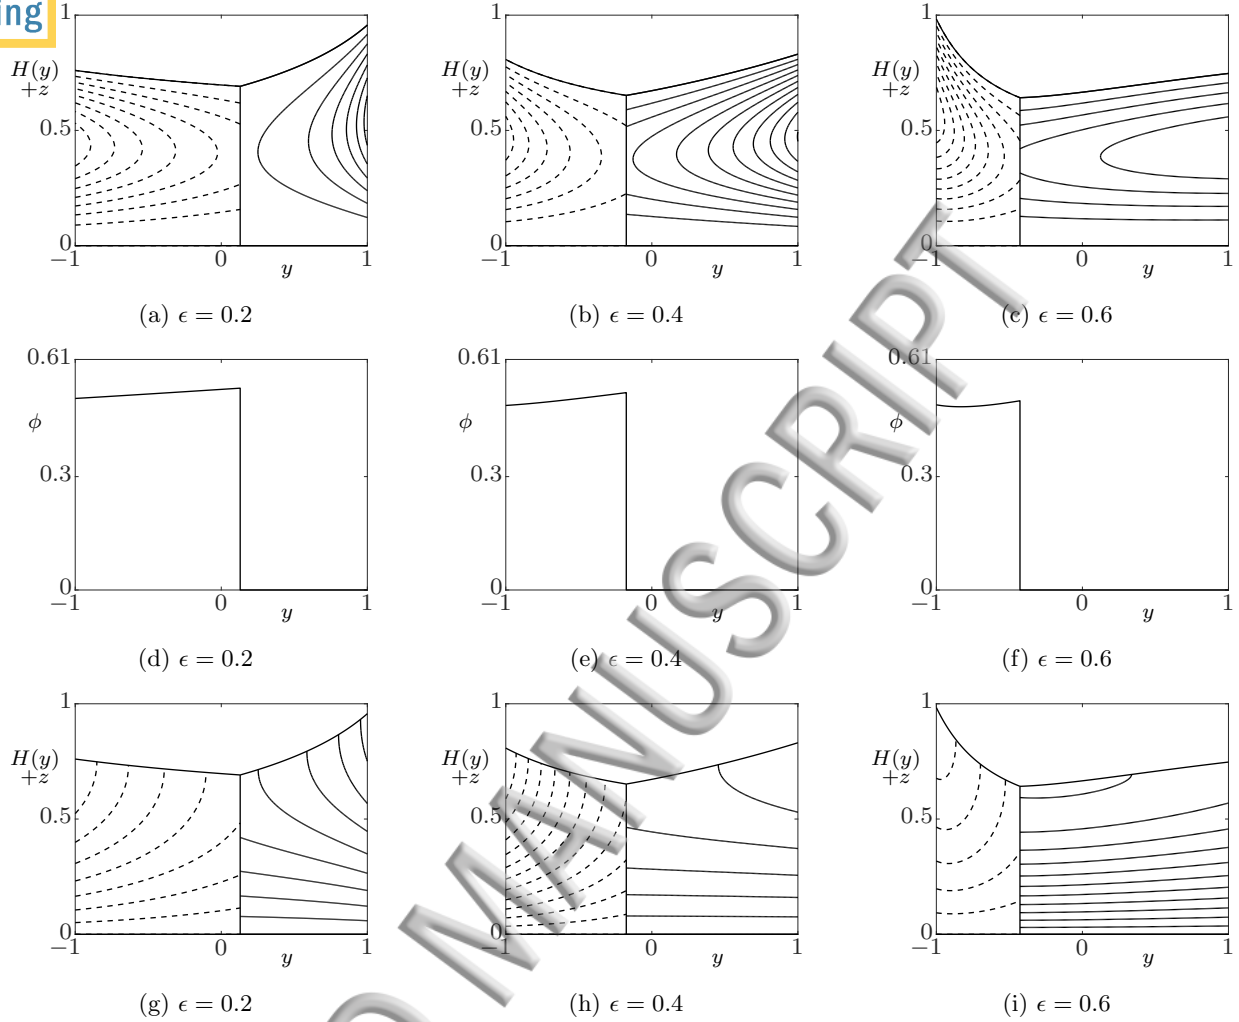 ing
1 1 1
H(y) H(y) H(y)
+z +z +z
0.5 0.5 0.5
0 0 0
−1 0 y 1 −1 0 y 1 −1 0 y 1
(a) ϵ = 0.2 (b) ϵ = 0.4 (c) ϵ = 0.6
0.61 0.61 0.61
ϕ ϕ ϕ
0.3 0.3 0.3
0 0 0
−1 0 y 1 −1 0 y 1 −1 0 y 1
(d) ϵ = 0.2 (e) ϵ = 0.4 (f) ϵ = 0.6
1 1 1
H(y) H(y) H(y)
+z +z +z
0.5 0.5 0.5
0 0 0
−1 0 y 1 −1 0 y 1 −1 0 y 1
(g) ϵ = 0.2 (h) ϵ = 0.4 (i) ϵ = 0.6
D MANUSCRIPT